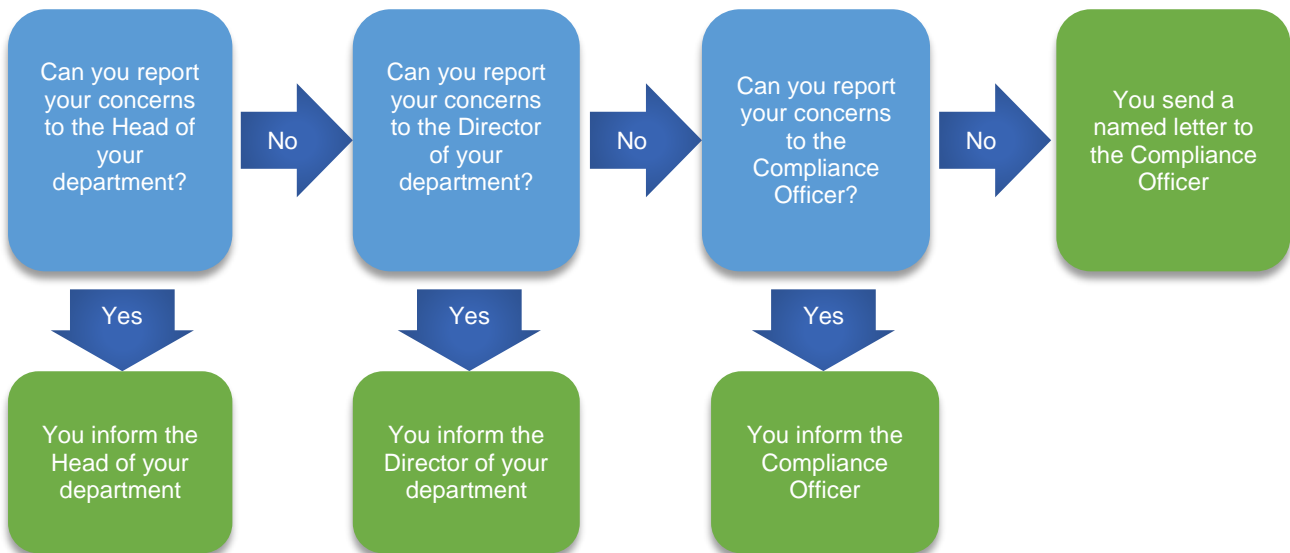 Can you report
your concerns
to the Head of
your
department?
No
Can you report
your concerns
to the Director
of your
department?
No
Can you report
your concerns
to the
Compliance
Officer?
No
You send a
named letter to
the Compliance
Officer
Yes
Yes
Yes
You inform the
Head of your
department
You inform the
Director of your
department
You inform the
Compliance
Officer